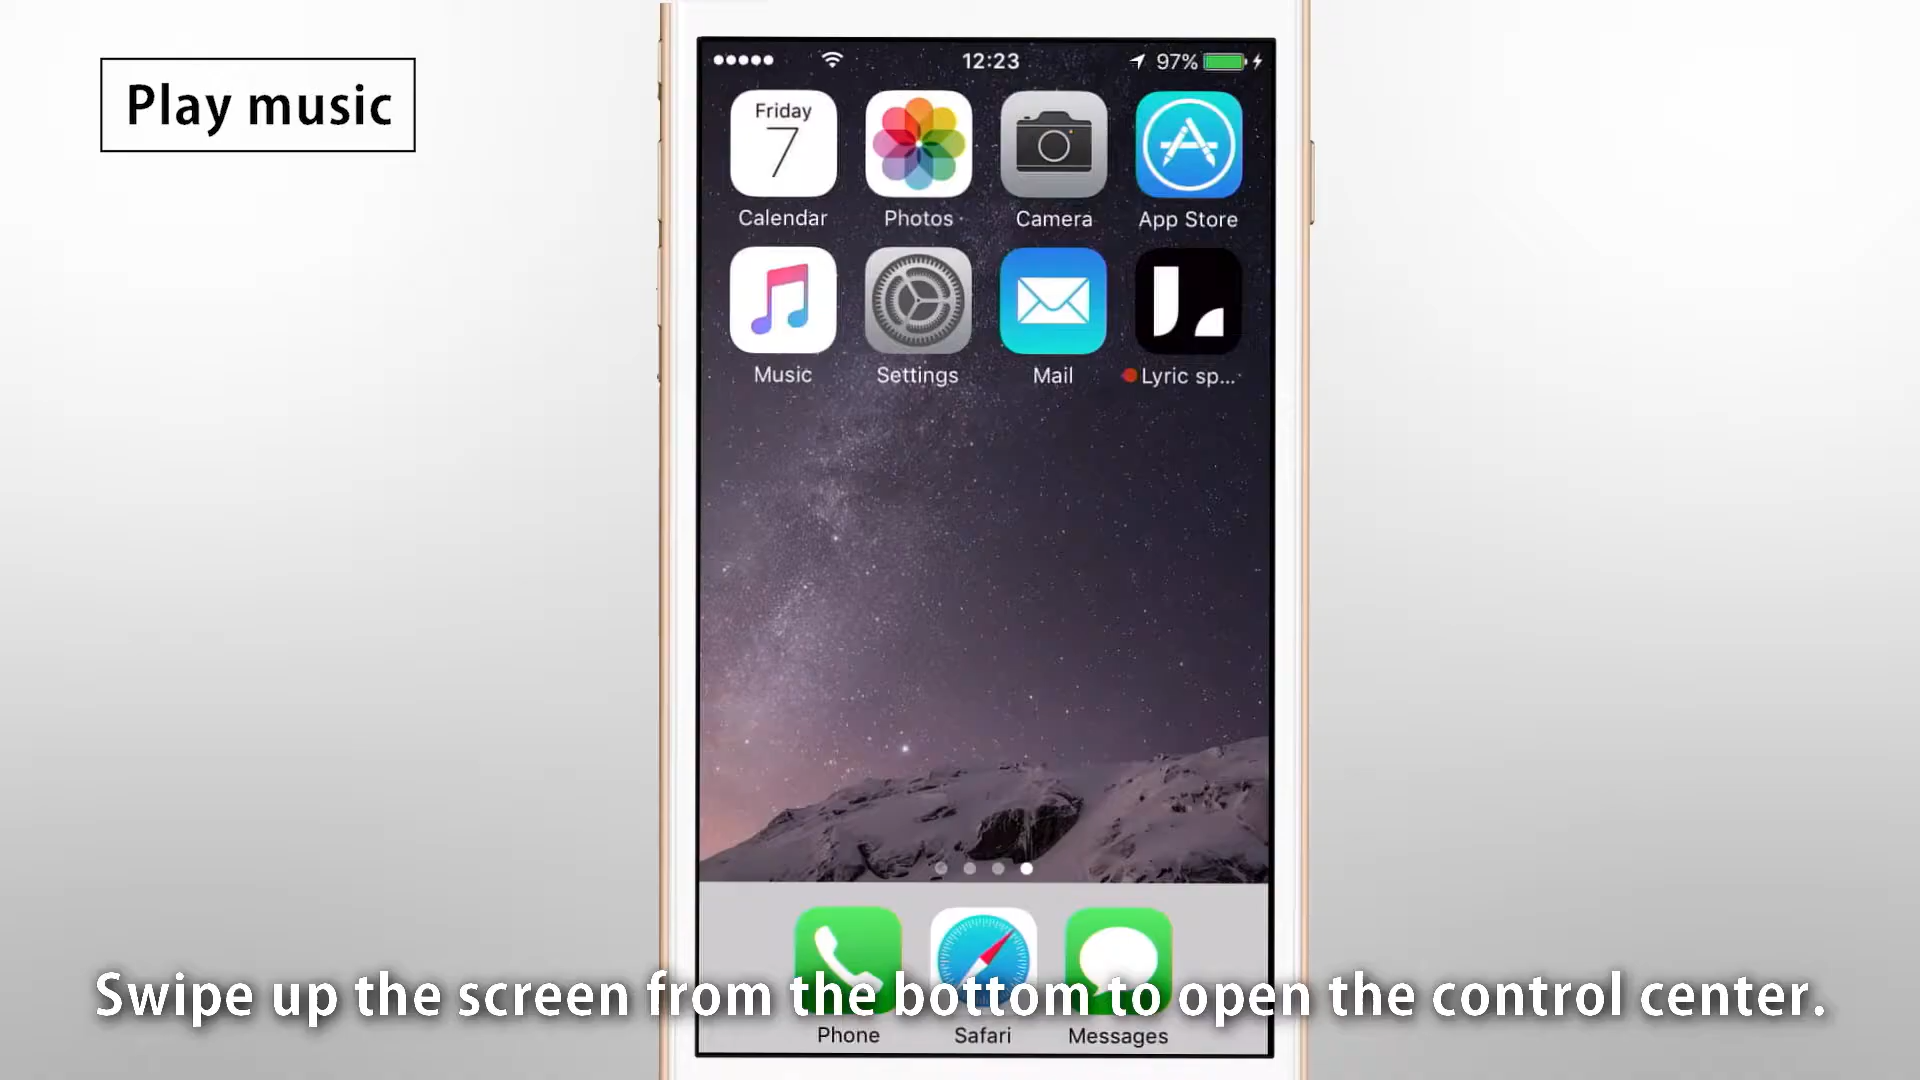 Play music
12:23
97%
Friday
7
Calendar
Photos
Camera
App Store
Music
Settings
Mail
Lyric sp...
Swipe up the screen from the bottom to open the control center.
Phone
Safari
Messages